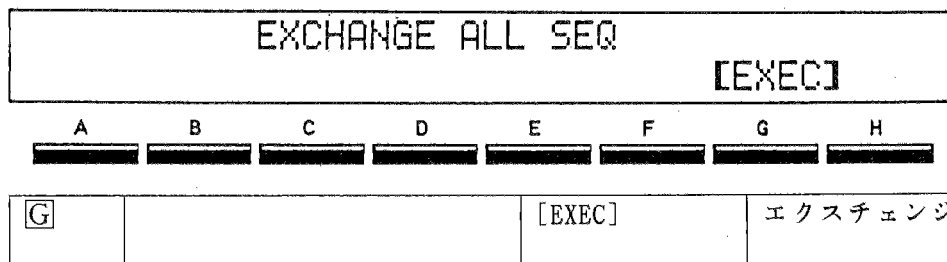 EXCHANGE ALL SEQ
[EXEC]
A B C D E F G H
G [EXEC] エクスチェンジ